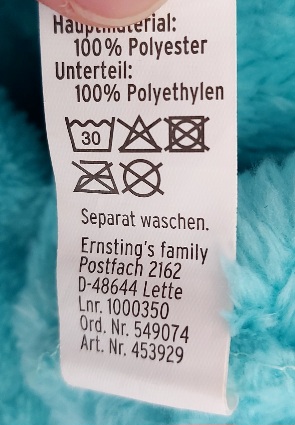 Hauptmaterial:
100% Polyester
Unterteil:
100% Polyethylen
30
Separat waschen.
Ernsting's family
Postfach 2162
D-48644 Lette
Lnr. 1000350
Ord. Nr. 549074
Art. Nr. 453929